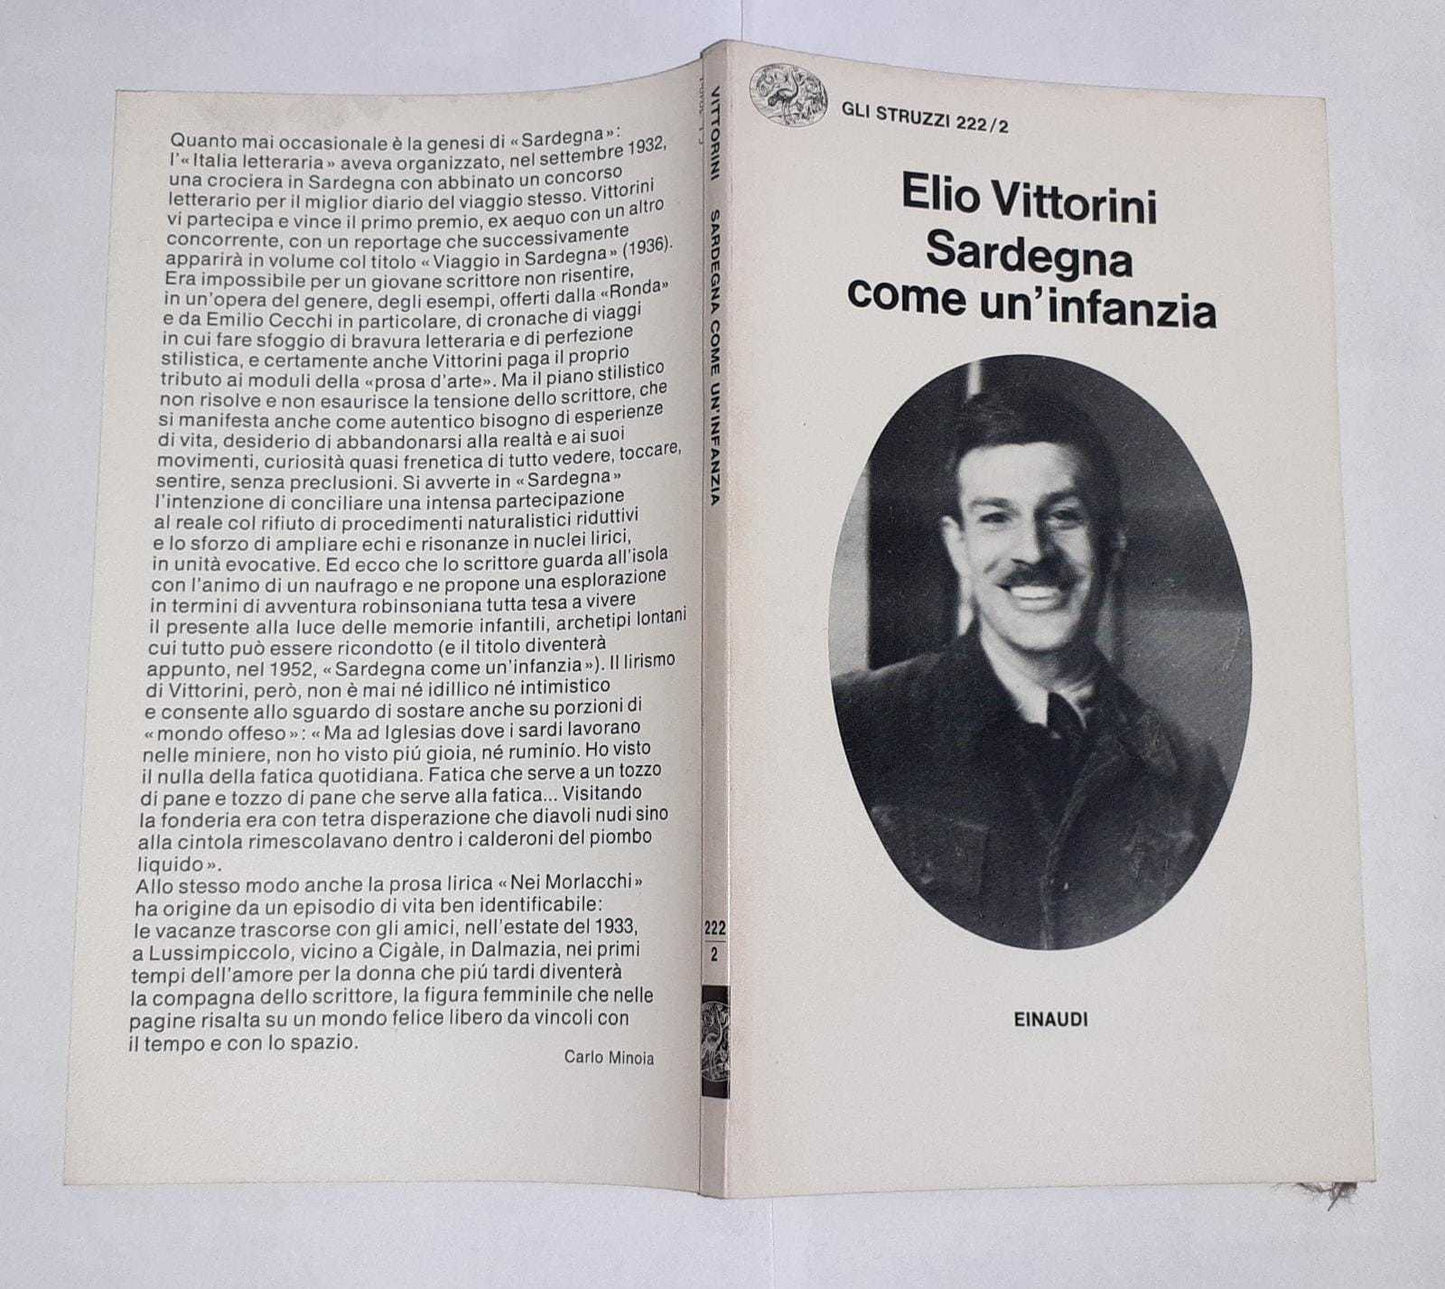 Quanto mai occasionale è la genesi di «Sardegna»:
l'«Italia letteraria» aveva organizzato, nel settembre 1932,
una crociera in Sardegna con abbinato un concorso
letterario per il miglior diario del viaggio stesso. Vittorini
vi partecipa e vince il primo premio, ex aequo con un altro
concorrente, con un reportage che successivamente
apparirà in volume col titolo «Viaggio in Sardegna» (1936).
Era impossibile per un giovane scrittore non risentire,
in un'opera del genere, degli esempi, offerti dalla «Ronda»
e da Emilio Cecchi in particolare, di cronache di viaggi
in cui fare sfoggio di bravura letteraria e di perfezione
stilistica, e certamente anche Vittorini paga il proprio
tributo ai moduli della «prosa d'arte». Ma il piano stilistico
non risolve e non esaurisce la tensione dello scrittore, che
si manifesta anche come autentico bisogno di esperienze
di vita, desiderio di abbandonarsi alla realtà e ai suoi
movimenti, curiosità quasi frenetica di tutto vedere, toccare,
sentire, senza preclusioni. Si avverte in «Sardegna»
l'intenzione di conciliare una intensa partecipazione
al reale col rifiuto di procedimenti naturalistici riduttivi
e lo sforzo di ampliare echi e risonanze in nuclei lirici,
in unità evocative. Ed ecco che lo scrittore guarda all'isola
con l'animo di un naufrago e ne propone una esplorazione
in termini di avventura robinsoniana tutta tesa a vivere
il presente alla luce delle memorie infantili, archetipi lontani
cui tutto può essere ricondotto (e il titolo diventerà
appunto, nel 1952, «Sardegna come un'infanzia»). Il lirismo
di Vittorini, però, non è mai né idillico né intimistico
e consente allo sguardo di sostare anche su porzioni di
«mondo offeso»: «Ma ad Iglesias dove i sardi lavorano
nelle miniere, non ho visto piú gioia, né ruminío. Ho visto
il nulla della fatica quotidiana. Fatica che serve a un tozzo
di pane e tozzo di pane che serve alla fatica... Visitando
la fonderia era con tetra disperazione che diavoli nudi sino
alla cintola rimescolavano dentro i calderoni del piombo
liquido».
Allo stesso modo anche la prosa lirica «Nei Morlacchi»
ha origine da un episodio di vita ben identificabile:
le vacanze trascorse con gli amici, nell'estate del 1933,
a Lussimpiccolo, vicino a Cigàle, in Dalmazia, nei primi
tempi dell'amore per la donna che piú tardi diventerà
la compagna dello scrittore, la figura femminile che nelle
pagine risalta su un mondo felice libero da vincoli con
il tempo e con lo spazio.
Carlo Minoia
VITTORINI SARDEGNA COME UN'INFANZIA
222
2
GLI STRUZZI 222/2
Elio Vittorini
Sardegna
come un'infanzia
EINAUDI